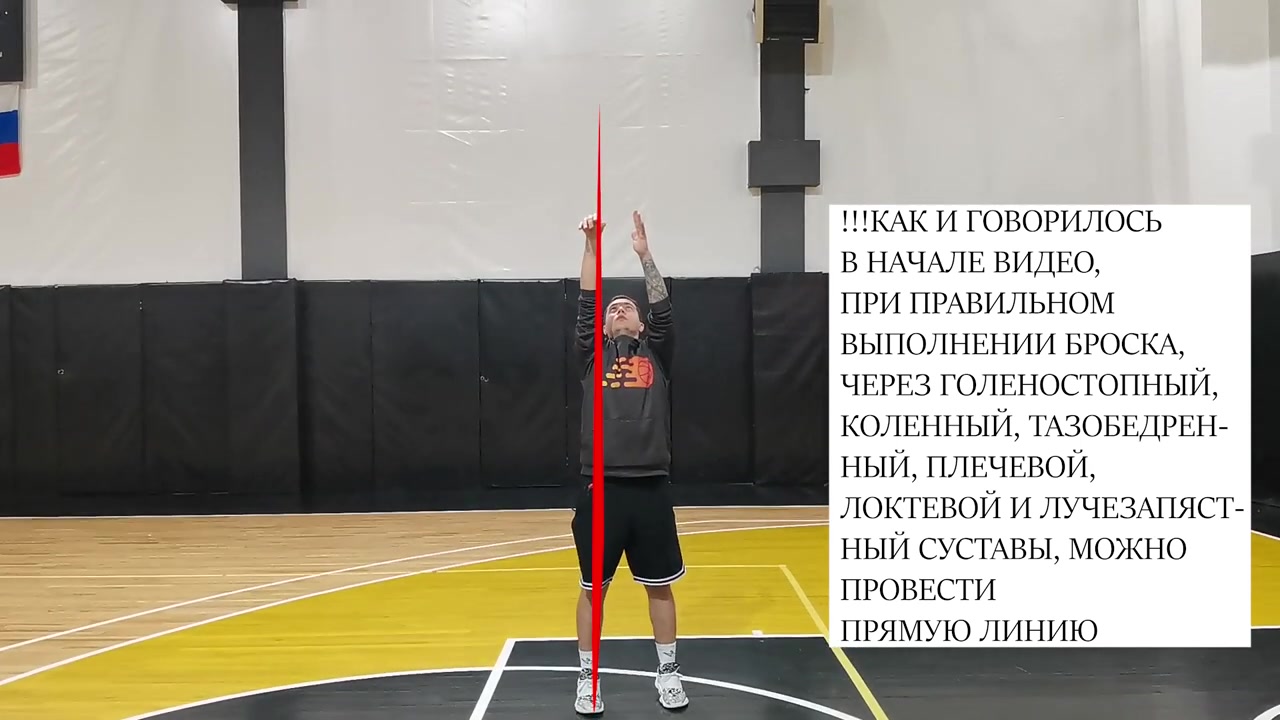 !!!КАК И ГОВОРИЛОСЬ
В НАЧАЛЕ ВИДЕО,
ПРИ ПРАВИЛЬНОМ
ВЫПОЛНЕНИИ БРОСКА,
ЧЕРЕЗ ГОЛЕНОСТОПНЫЙ,
КОЛЕННЫЙ, ТАЗОБЕДРЕН-
НЫЙ, ПЛЕЧЕВОЙ,
ЛОКТЕВОЙ И ЛУЧЕЗАПЯСТ-
НЫЙ СУСТАВЫ, МОЖНО
ПРОВЕСТИ
ПРЯМУЮ ЛИНИЮ